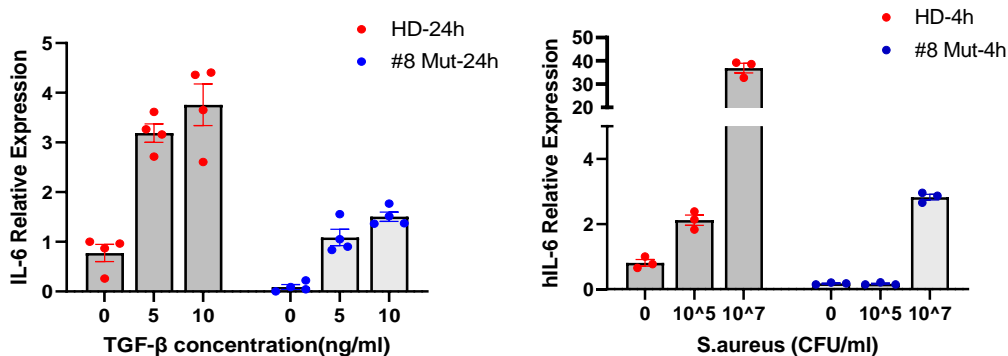 HD-24h
#8 Mut-24h
IL-6 Relative Expression
5
4
3
2
1
0
0 5 10 0 5 10
TGF-β concentration(ng/ml)
HD-4h
#8 Mut-4h
hIL-6 Relative Expression
50
40
30
20
6
4
2
0
0 10^5 10^7 0 10^5 10^7
S.aureus (CFU/ml)